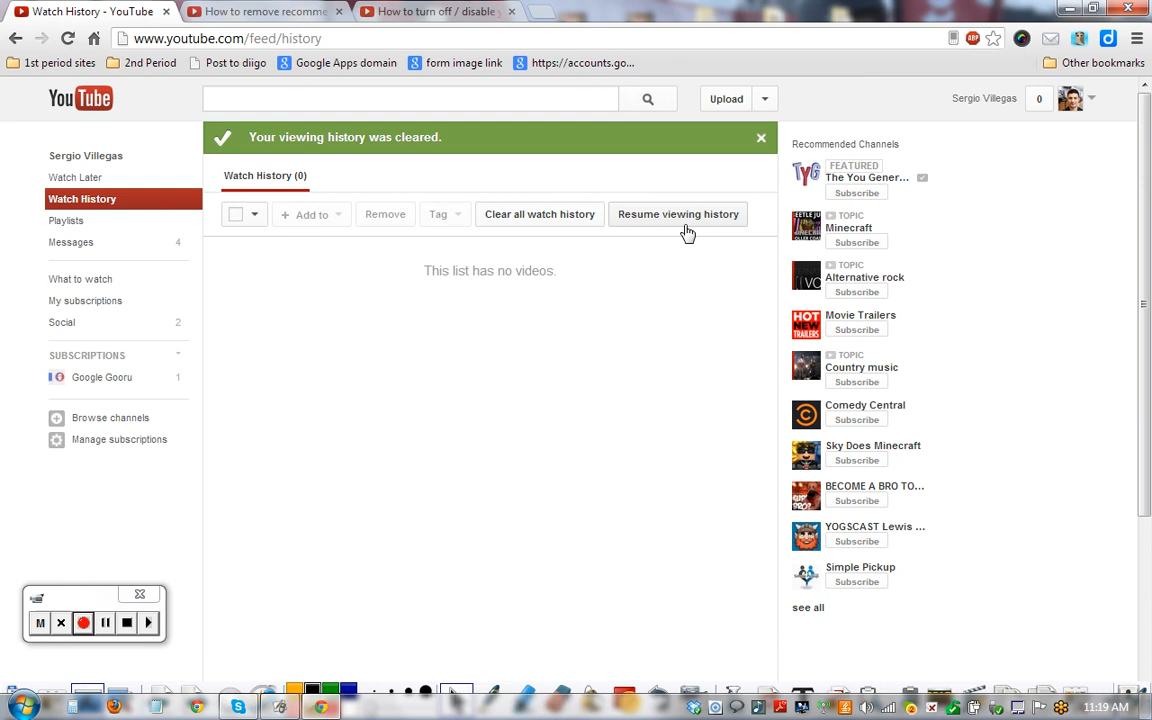 Watch History - YouTube
How to remove recomme
How to turn off / disable
www.youtube.com/feed/history
1st period sites
2nd Period
Post to diigo
Google Apps domain
form image link
https://accounts.go...
Other bookmarks
YouTube
Upload
Sergio Villegas
0
Your viewing history was cleared.
Sergio Villegas
Watch Later
Watch History
Playlists
Messages 4
What to watch
My subscriptions
Social 2
SUBSCRIPTIONS
Google Gooru 1
Browse channels
Manage subscriptions
Watch History (0)
Add to
Remove
Tag
Clear all watch history
Resume viewing history
This list has no videos.
Recommended Channels
TYG
FEATURED
The You Gener...
Subscribe
TOPIC
Minecraft
Subscribe
TOPIC
Alternative rock
Subscribe
HOT NEW TRAILERS
Movie Trailers
Subscribe
TOPIC
Country music
Subscribe
Comedy Central
Subscribe
Sky Does Minecraft
Subscribe
BECOME A BRO TO...
Subscribe
YOGSCAST Lewis ...
Subscribe
Simple Pickup
Subscribe
see all
M
11:19 AM